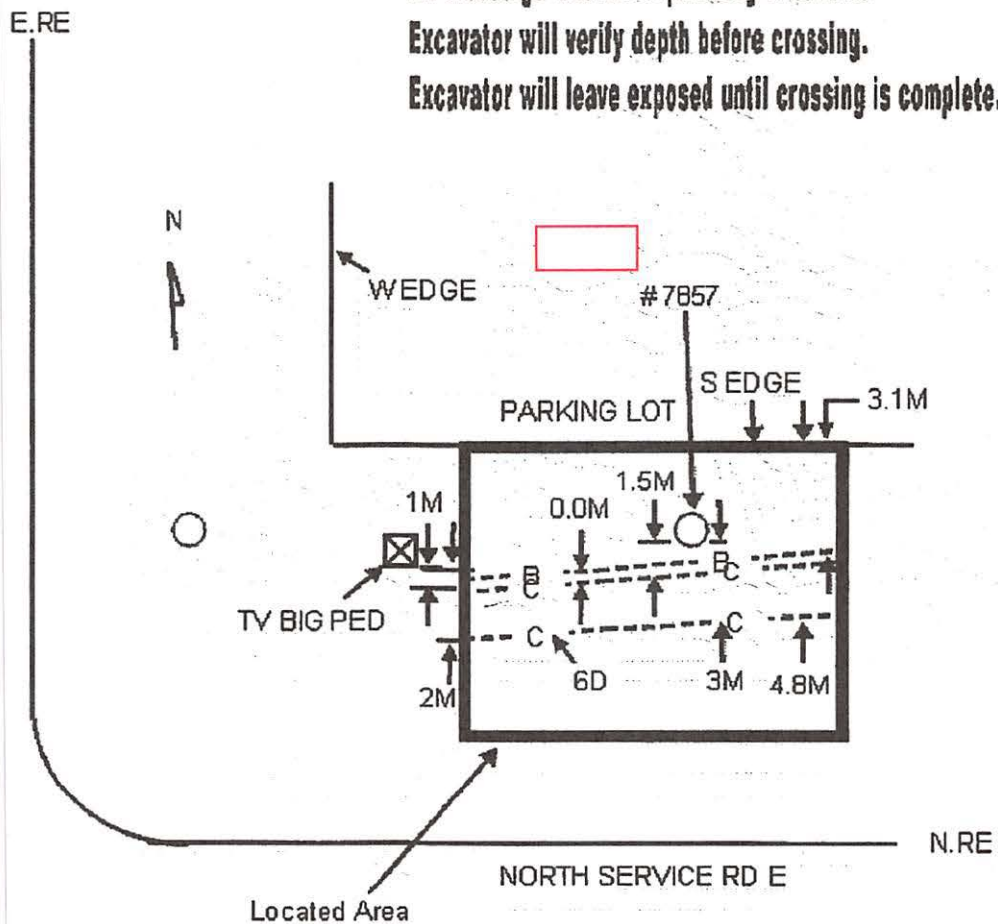 E.RE
Excavator will verify depth before crossing.
Excavator will leave exposed until crossing is complete.
N
W EDGE
#7857
S EDGE
3.1M
PARKING LOT
1.5M
1M
0.0M
B
B
C
C
TV BIG PED
C
C
6D
3M
4.8M
2M
N.RE
NORTH SERVICE RD E
Located Area